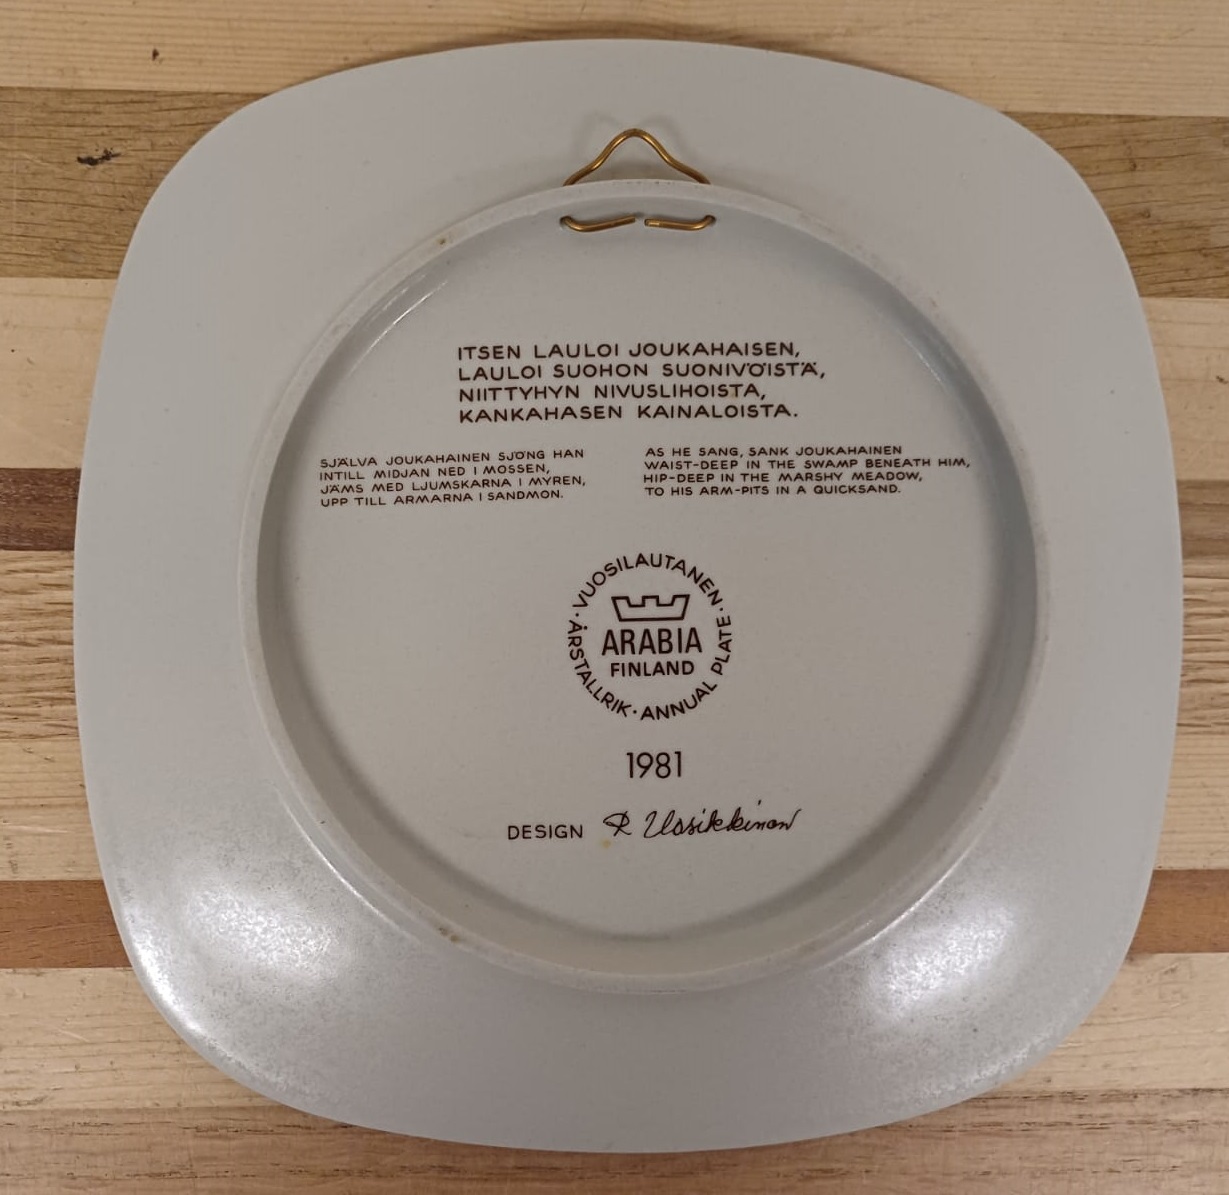 ITSEN LAULOI JOUKAHAISEN,
LAULOI SUOHON SUONIVÖISTÄ,
NIITTYHYN NIVUSLIHOISTA,
KANKAHASEN KAINALOISTA.
SJÄLVA JOUKAHAINEN SJÖNG HAN
INTILL MIDJAN NED I MOSSEN,
JÄMS MED LJUMSKARNA I MYREN,
UPP TILL ARMARNA I SANDMON.
AS HE SANG, SANK JOUKAHAINEN
WAIST-DEEP IN THE SWAMP BENEATH HIM,
HIP-DEEP IN THE MARSHY MEADOW,
TO HIS ARM-PITS IN A QUICKSAND.
· VUOSILAUTANEN · ANNUAL PLATE · ÅRSTALLRIK
ARABIA
FINLAND
1981
DESIGN R Uosikkinen